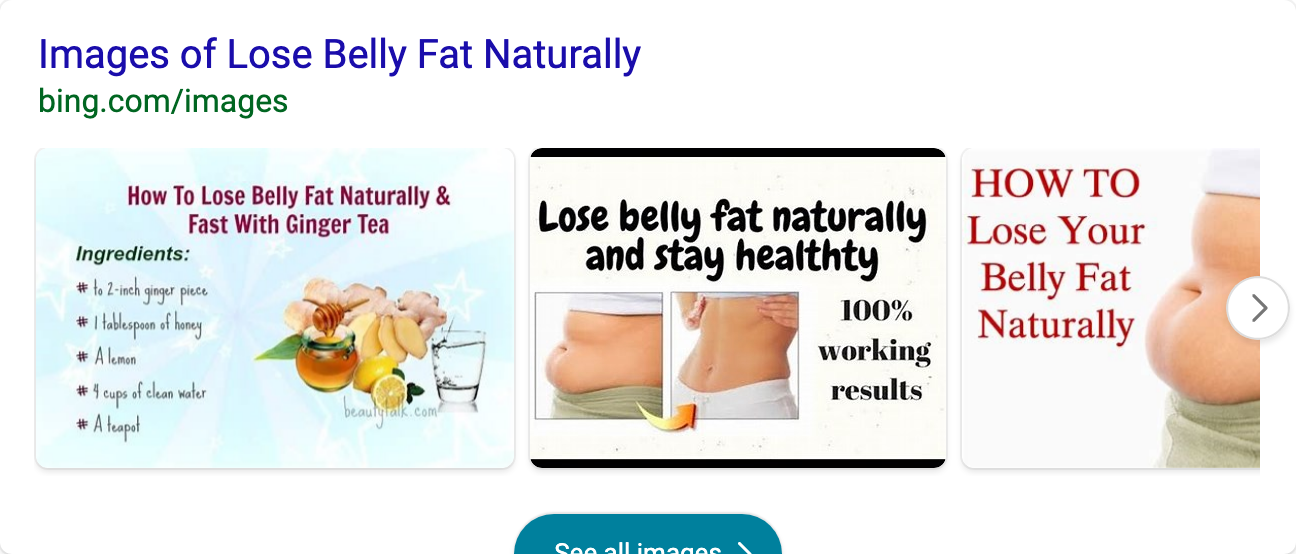 Images of Lose Belly Fat Naturally
bing.com/images
How To Lose Belly Fat Naturally &
Fast With Ginger Tea
Ingredients:
# to 2-inch ginger piece
# 1 tablespoon of honey
# A lemon
# 4 cups of clean water
# A teapot
beautytalk.com
Lose belly fat naturally
and stay healthty
100%
working
results
HOW TO
Lose Your
Belly Fat
Naturally
See all images